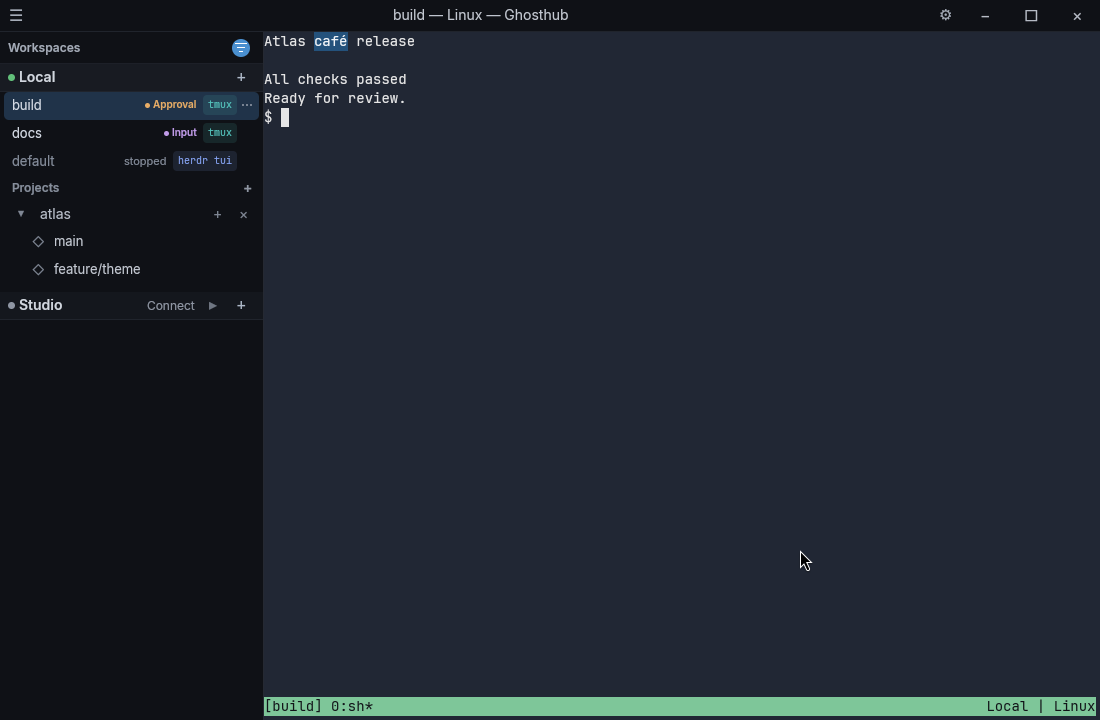 build — Linux — Ghosthub
Workspaces
Local
build Approval tmux
docs Input tmux
default stopped herdr tui
Projects
atlas
main
feature/theme
Studio Connect
Atlas café release
All checks passed
Ready for review.
$
[build] 0:sh* Local | Linux